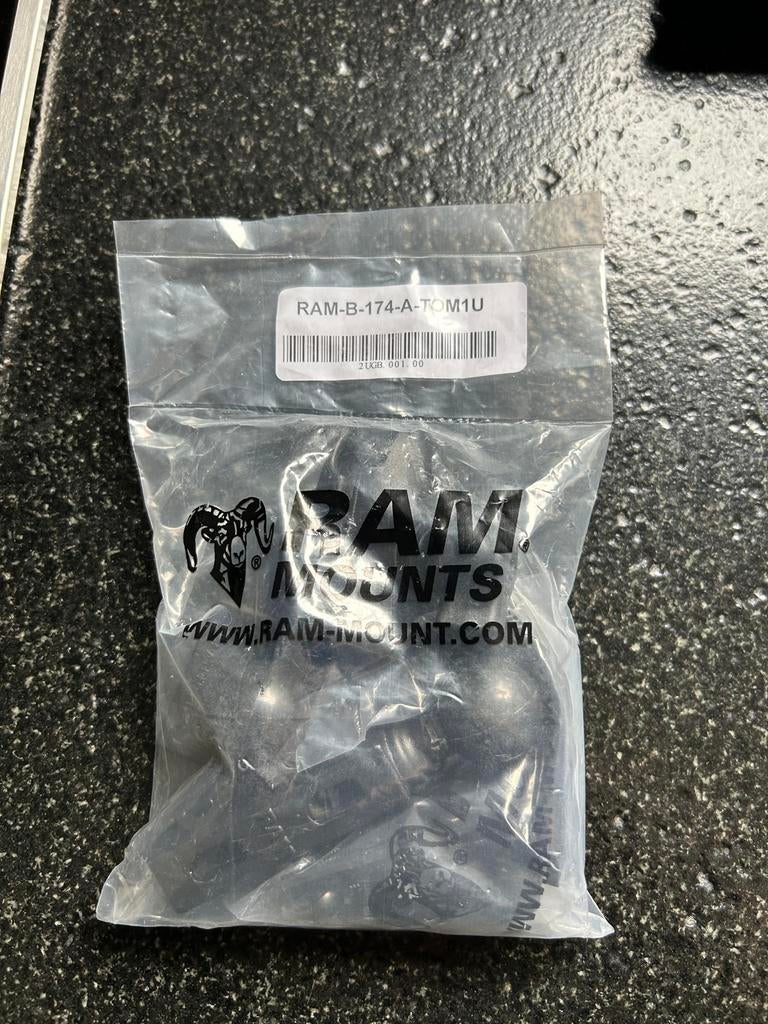 RAM-B-174-A-TOM1U
2UGB 001.00
RAM
®
MOUNTS
WWW.RAM-MOUNT.COM
®